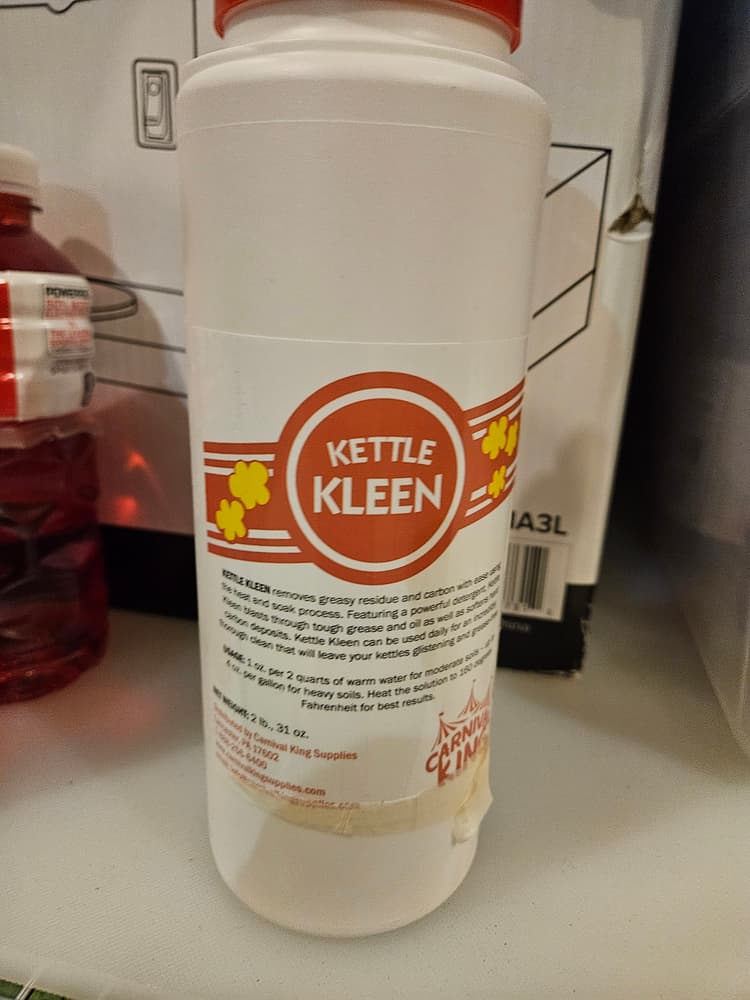 KETTLE
KLEEN
KETTLE KLEEN removes greasy residue and carbon with ease using
the heat and soak process. Featuring a powerful detergent, Kettle
Kleen blasts through tough grease and oil as well as softens hard
carbon deposits. Kettle Kleen can be used daily for an incredibly
thorough clean that will leave your kettles glistening and
USAGE: 1 oz. per 2 quarts of warm water for moderate soils -
4 oz. per gallon for heavy soils. Heat the solution to 160 degrees
Fahrenheit for best results.
NET WEIGHT: 2 lb., 31 oz.
Distributed by Carnival King Supplies
Lancaster, PA 17602
www.carnivalkingsupplies.com
CARNIVAL
KING
1A3L